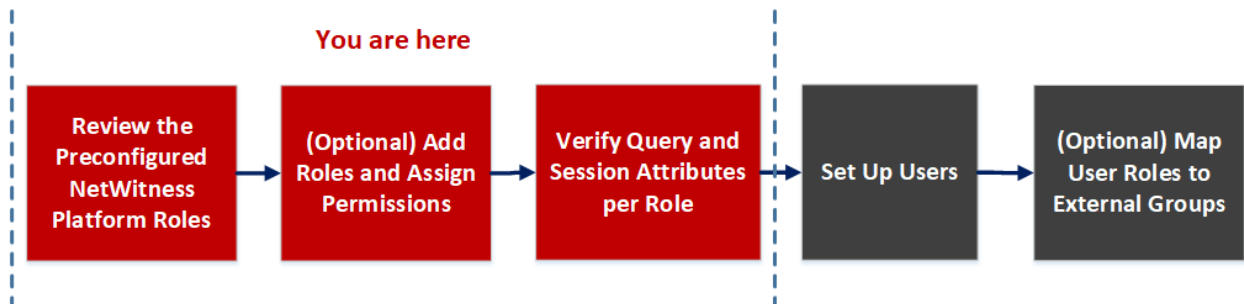 You are here
Review the
Preconfigured
NetWitness
Platform Roles
(Optional) Add
Roles and Assign
Permissions
Verify Query and
Session Attributes
per Role
Set Up Users
(Optional) Map
User Roles to
External Groups